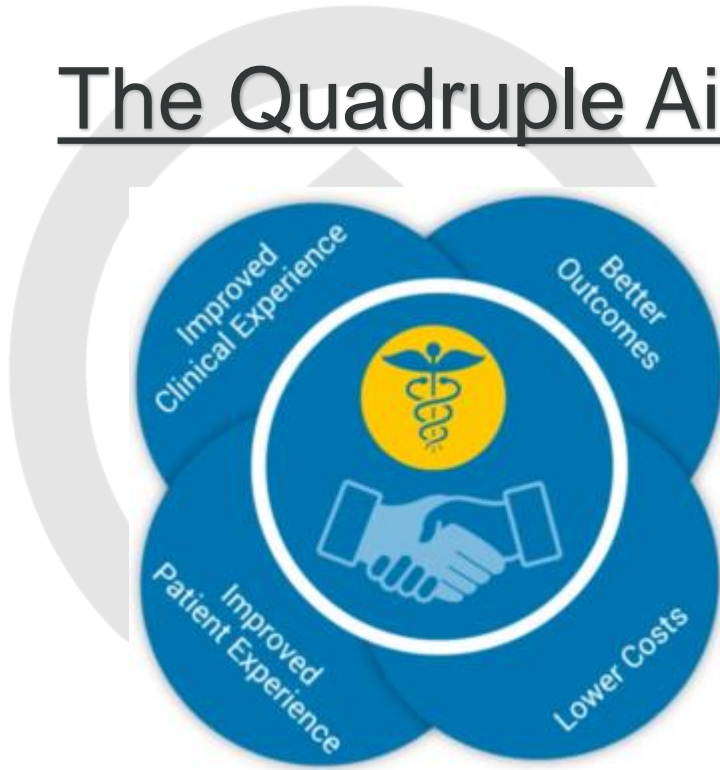 The Quadruple Ai
Improved
Clinical Experience
Better
Outcomes
Improved
Patient Experience
Lower Costs